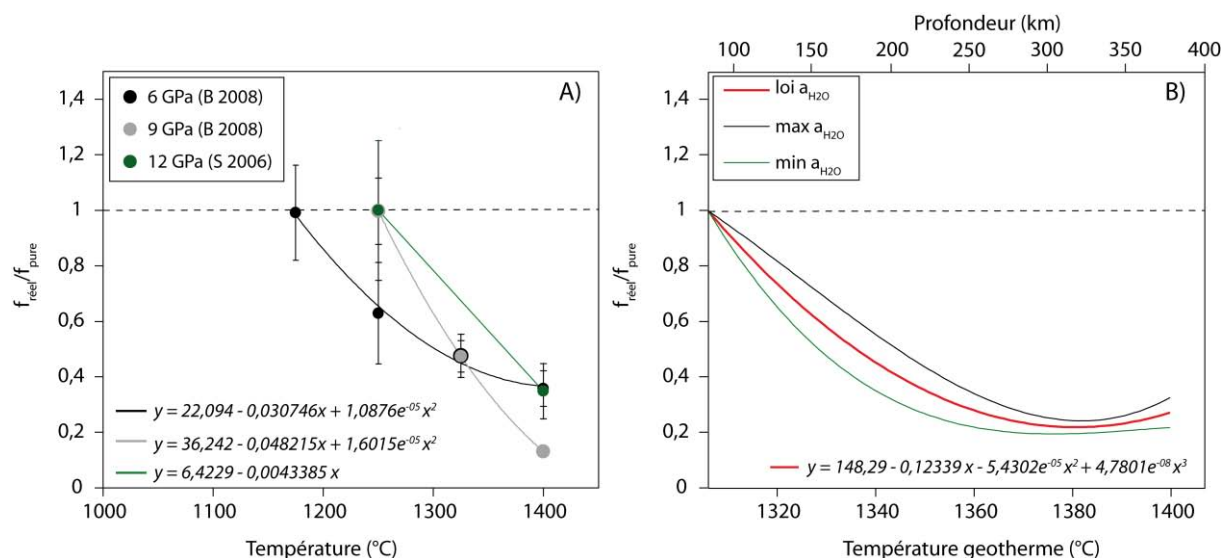 A)
1,4
1,2
1
0,8
0,6
0,4
0,2
0
f_réel/f_pure
6 GPa (B 2008)
9 GPa (B 2008)
12 GPa (S 2006)
y = 22,094 - 0,030746x + 1,0876e^-05 x^2
y = 36,242 - 0,048215x + 1,6015e^-05 x^2
y = 6,4229 - 0,0043385 x
1000 1100 1200 1300 1400
Température (°C)
Profondeur (km)
100 150 200 250 300 350 400
B)
1,4
1,2
1
0,8
0,6
0,4
0,2
0
f_réel/f_pure
loi a_H2O
max a_H2O
min a_H2O
y = 148,29 - 0,12339 x - 5,4302e^-05 x^2 + 4,7801e^-08 x^3
1320 1340 1360 1380 1400
Température geotherme (°C)